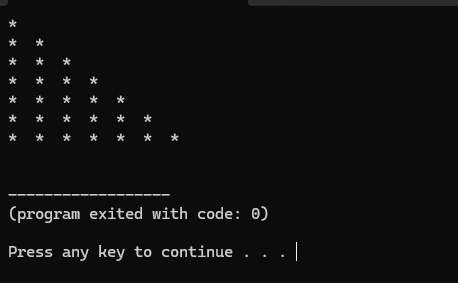 *
*  *
*  *  *
*  *  *  *
*  *  *  *  *
*  *  *  *  *  *
*  *  *  *  *  *  *
------------------
(program exited with code: 0)
Press any key to continue . . .